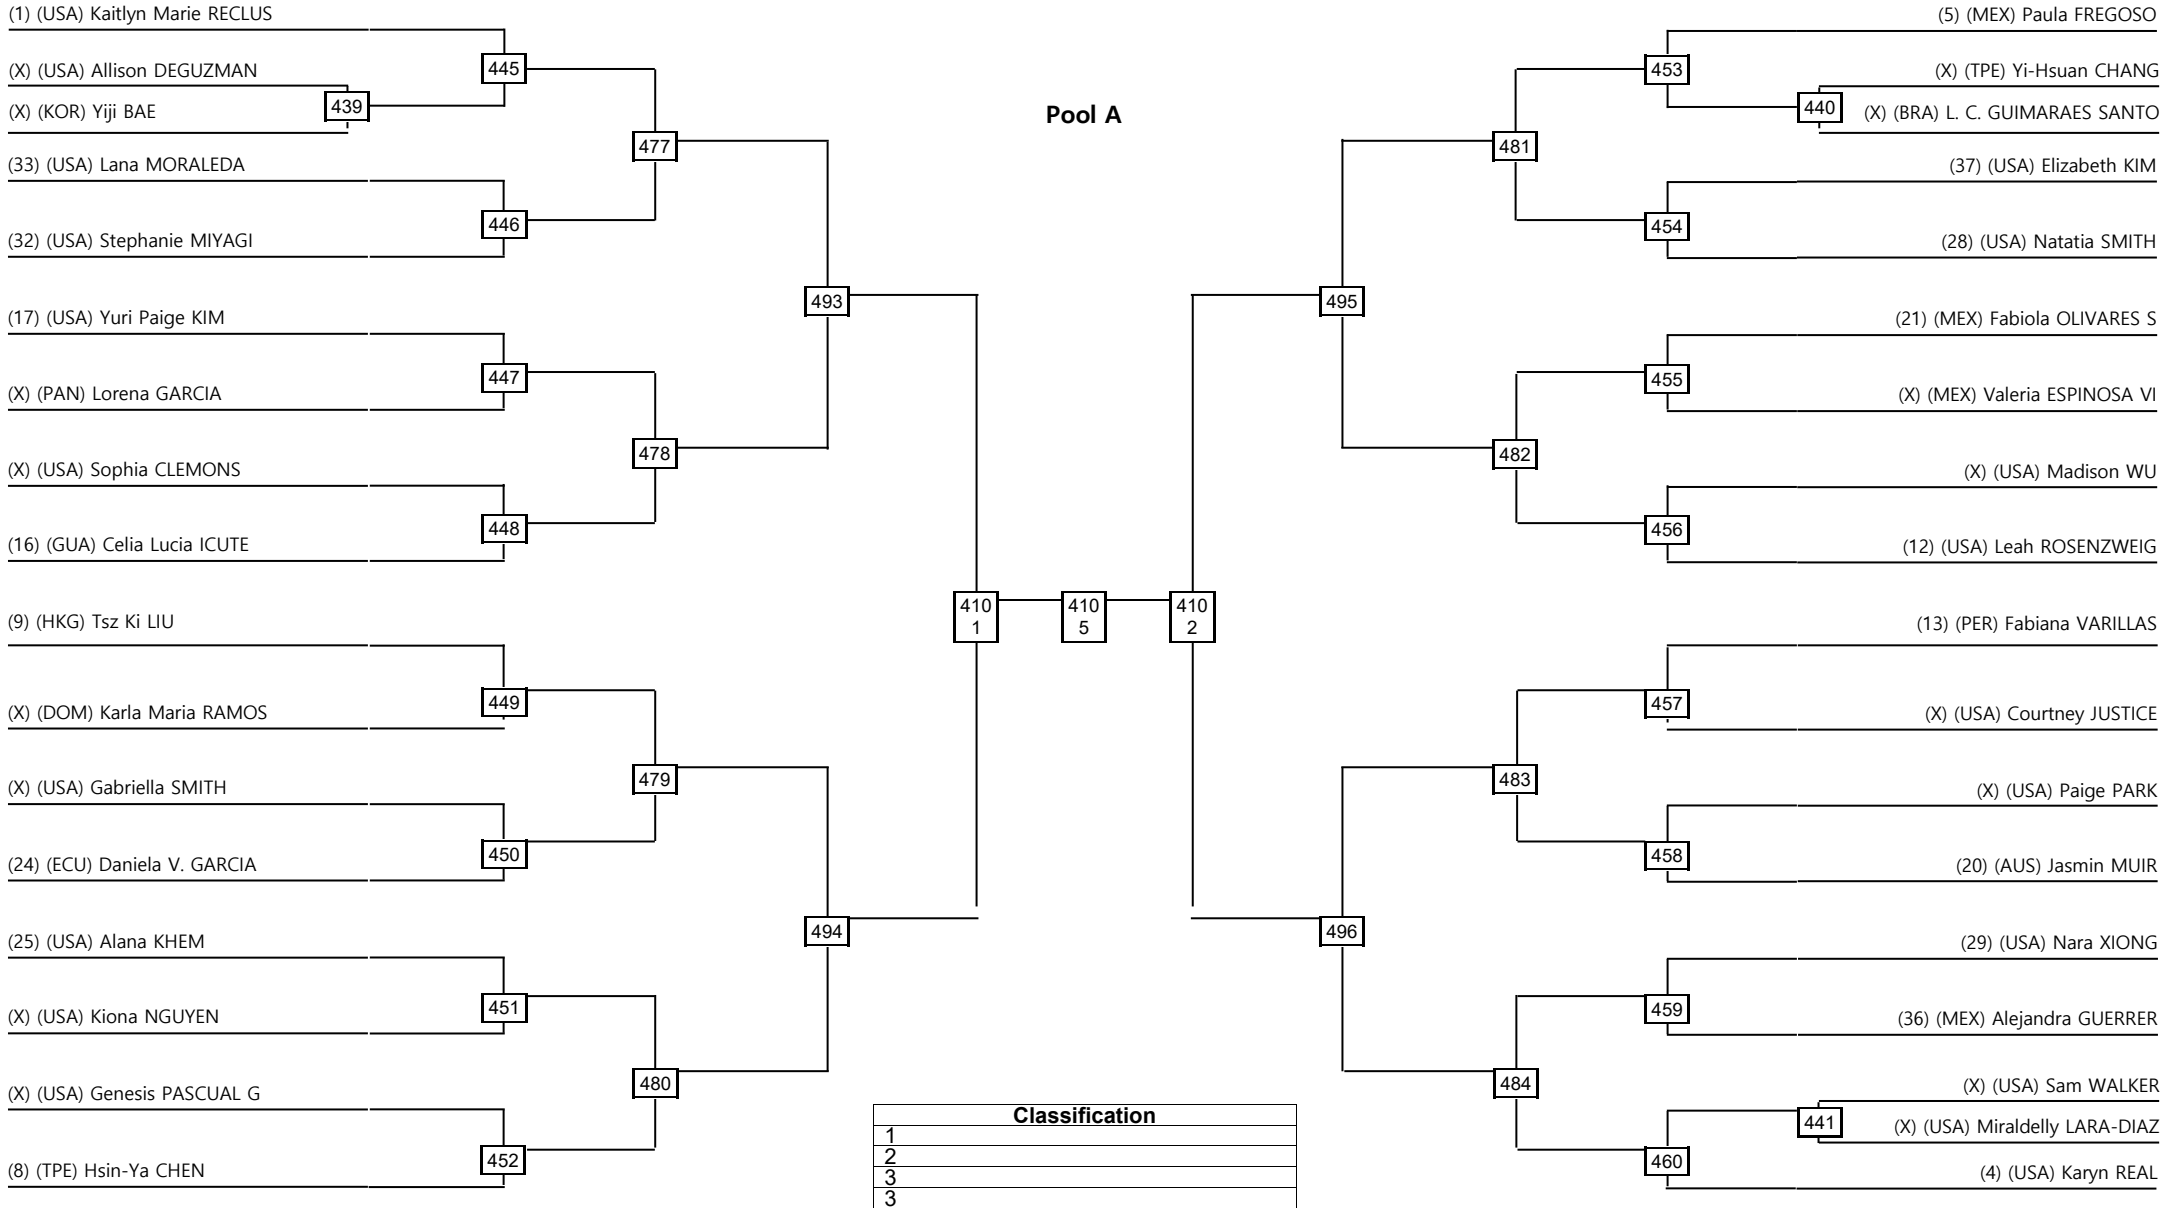 (1) (USA) Kaitlyn Marie RECLUS
(X) (USA) Allison DEGUZMAN
(X) (KOR) Yiji BAE
(33) (USA) Lana MORALEDA
(32) (USA) Stephanie MIYAGI
(17) (USA) Yuri Paige KIM
(X) (PAN) Lorena GARCIA
(X) (USA) Sophia CLEMONS
(16) (GUA) Celia Lucia ICUTE
(9) (HKG) Tsz Ki LIU
(X) (DOM) Karla Maria RAMOS
(X) (USA) Gabriella SMITH
(24) (ECU) Daniela V. GARCIA
(25) (USA) Alana KHEM
(X) (USA) Kiona NGUYEN
(X) (USA) Genesis PASCUAL G
(8) (TPE) Hsin-Ya CHEN
439
445
446
447
448
449
450
451
452
477
478
479
480
493
494
Pool A
410
1
410
5
410
2
Classification
1
2
3
3
495
496
481
482
483
484
453
454
455
456
457
458
459
460
440
441
(5) (MEX) Paula FREGOSO
(X) (TPE) Yi-Hsuan CHANG
(X) (BRA) L. C. GUIMARAES SANTO
(37) (USA) Elizabeth KIM
(28) (USA) Natatia SMITH
(21) (MEX) Fabiola OLIVARES S
(X) (MEX) Valeria ESPINOSA VI
(X) (USA) Madison WU
(12) (USA) Leah ROSENZWEIG
(13) (PER) Fabiana VARILLAS
(X) (USA) Courtney JUSTICE
(X) (USA) Paige PARK
(20) (AUS) Jasmin MUIR
(29) (USA) Nara XIONG
(36) (MEX) Alejandra GUERRER
(X) (USA) Sam WALKER
(X) (USA) Miraldelly LARA-DIAZ
(4) (USA) Karyn REAL